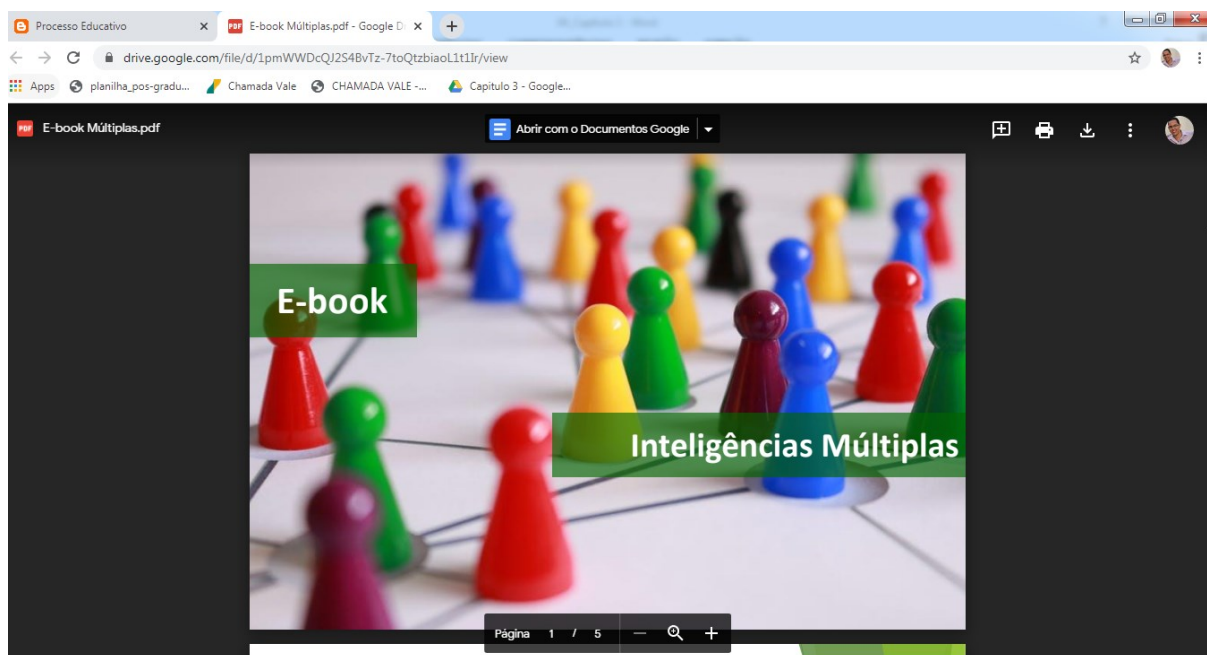 Processo Educativo
E-book Múltiplas.pdf - Google D
drive.google.com/file/d/1pmWWDcQJ2S4BvTz-7toQtzbiaoL1t1Ir/view
Apps planilha_pos-gradu... Chamada Vale CHAMADA VALE -... Capitulo 3 - Google...
PDF E-book Múltiplas.pdf
Abrir com o Documentos Google
E-book
Inteligências Múltiplas
Página 1 / 5